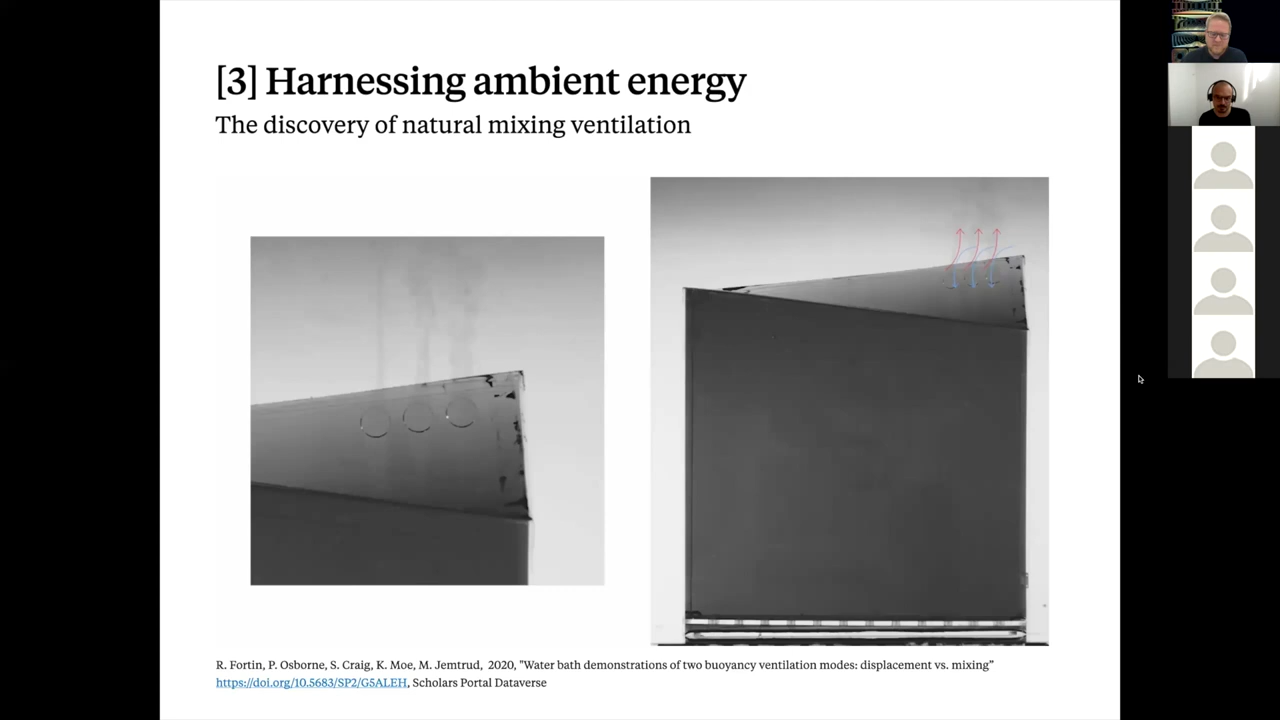 [3] Harnessing ambient energy
The discovery of natural mixing ventilation
R. Fortin, P. Osborne, S. Craig, K. Moe, M. Jemtrud, 2020, "Water bath demonstrations of two buoyancy ventilation modes: displacement vs. mixing”
https://doi.org/10.5683/SP2/G5ALEH, Scholars Portal Dataverse